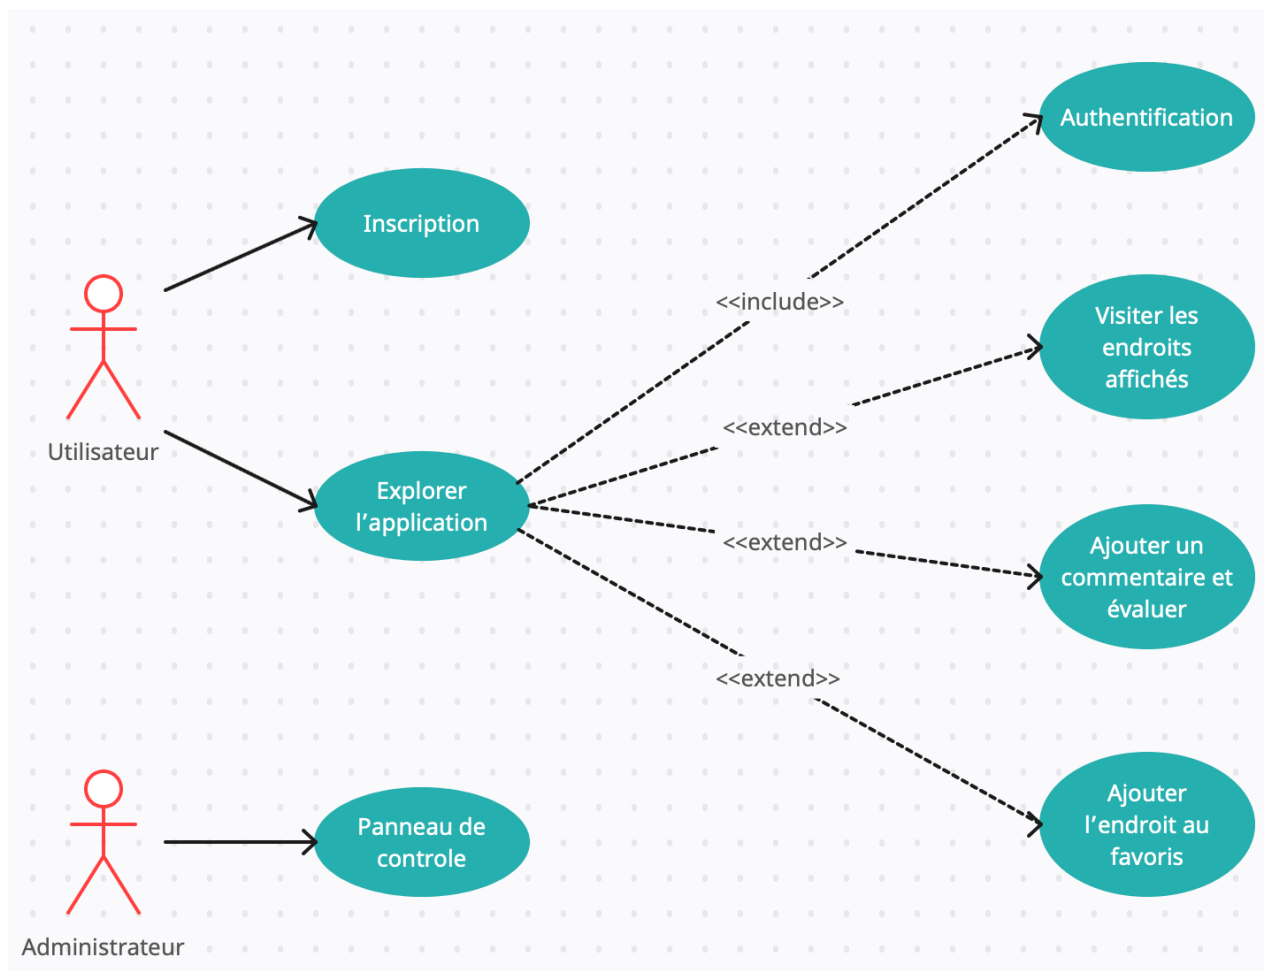 Authentification
Inscription
<<include>>
Visiter les
endroits
affichés
<<extend>>
Utilisateur
Explorer
l’application
<<extend>>
Ajouter un
commentaire et
évaluer
<<extend>>
Ajouter
l’endroit au
favoris
Panneau de
controle
Administrateur